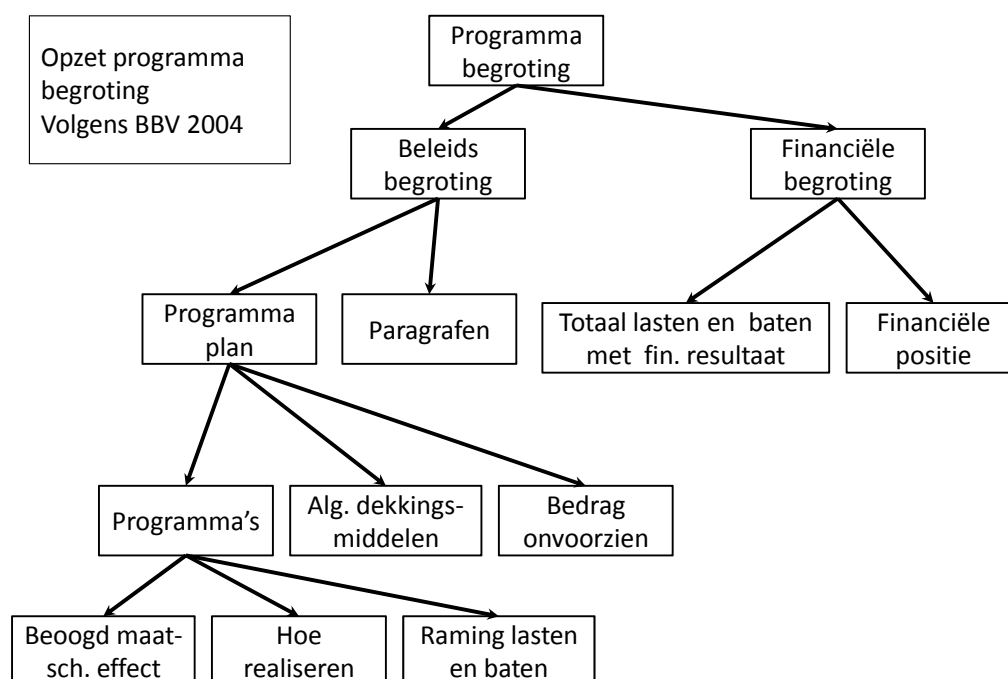 Opzet programma
begroting
Volgens BBV 2004
Programma
begroting
Beleids
begroting
Financiële
begroting
Programma
plan
Paragrafen
Totaal lasten en baten
met fin. resultaat
Financiële
positie
Programma's
Alg. dekkings-
middelen
Bedrag
onvoorzien
Beoogd maat-
sch. effect
Hoe
realiseren
Raming lasten
en baten